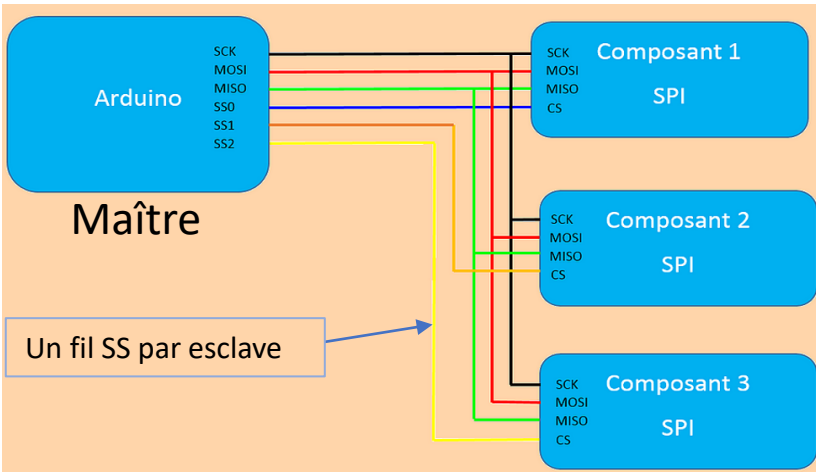 Arduino
SCK
MOSI
MISO
SS0
SS1
SS2
Maître
SCK
MOSI
MISO
CS
Composant 1
SPI
SCK
MOSI
MISO
CS
Composant 2
SPI
Un fil SS par esclave
SCK
MOSI
MISO
CS
Composant 3
SPI